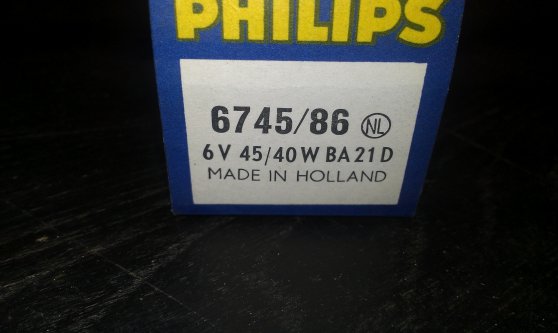 PHILIPS
6745/86 NL
6V 45/40W BA21D
MADE IN HOLLAND